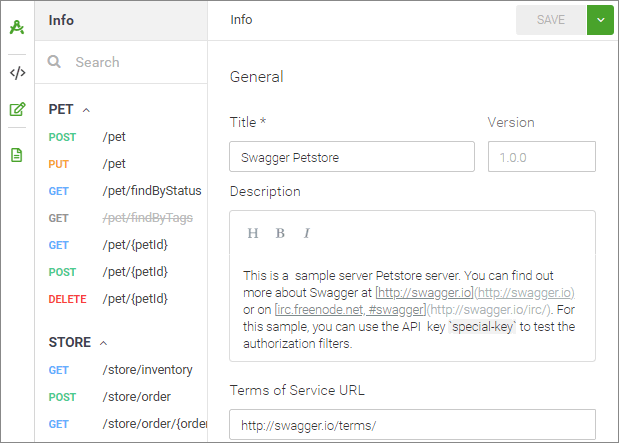 Info
Info
SAVE
Search
General
PET
POST /pet
PUT /pet
GET /pet/findByStatus
GET /pet/findByTags
GET /pet/{petId}
POST /pet/{petId}
DELETE /pet/{petId}
STORE
GET /store/inventory
POST /store/order
GET /store/order/{order
Title *
Version
Swagger Petstore
1.0.0
Description
H B I
This is a  sample server Petstore server. You can find out
more about Swagger at [http://swagger.io](http://swagger.io)
or on [irc.freenode.net, #swagger](http://swagger.io/irc/). For
this sample, you can use the API  key `special-key` to test the
authorization filters.
Terms of Service URL
http://swagger.io/terms/